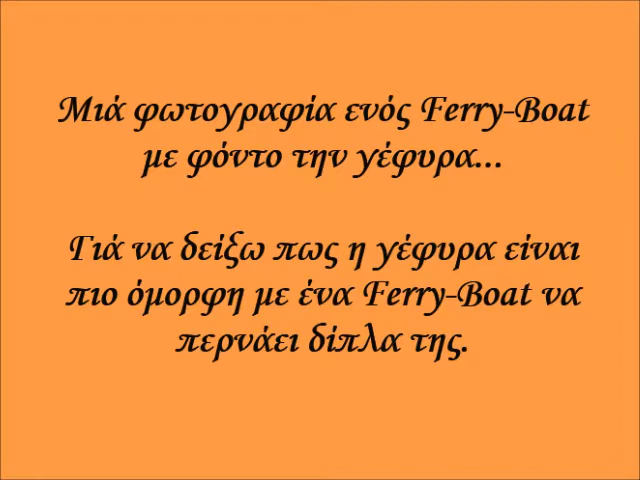 Μιά φωτογραφία ενός Ferry-Boat
με φόντο την γέφυρα...
Γιά να δείξω πως η γέφυρα είναι
πιο όμορφη με ένα Ferry-Boat να
περνάει δίπλα της.